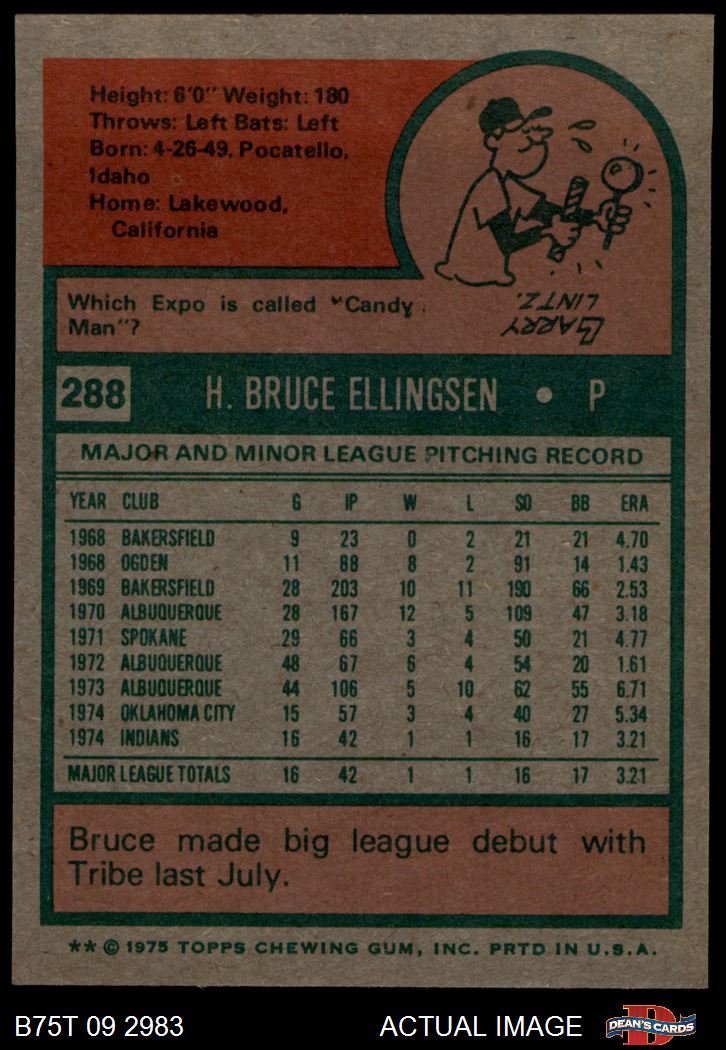 Height: 6'0" Weight: 180
Throws: Left Bats: Left
Born: 4-26-49, Pocatello,
Idaho
Home: Lakewood,
California
Which Expo is called "Candy
Man"?
BARRY
LINTZ.
288 H. BRUCE ELLINGSEN • P
MAJOR AND MINOR LEAGUE PITCHING RECORD
YEAR CLUB G IP W L SO BB ERA
1968 BAKERSFIELD 9 23 0 2 21 21 4.70
1968 OGDEN 11 88 8 2 91 14 1.43
1969 BAKERSFIELD 28 203 10 11 190 66 2.53
1970 ALBUQUERQUE 28 167 12 5 109 47 3.18
1971 SPOKANE 29 66 3 4 50 21 4.77
1972 ALBUQUERQUE 48 67 6 4 54 20 1.61
1973 ALBUQUERQUE 44 106 5 10 62 55 6.71
1974 OKLAHOMA CITY 15 57 3 4 40 27 5.34
1974 INDIANS 16 42 1 1 16 17 3.21
MAJOR LEAGUE TOTALS 16 42 1 1 16 17 3.21
Bruce made big league debut with
Tribe last July.
** © 1975 TOPPS CHEWING GUM, INC. PRTD IN U.S.A.
B75T 09 2983 ACTUAL IMAGE D DEAN'S CARDS